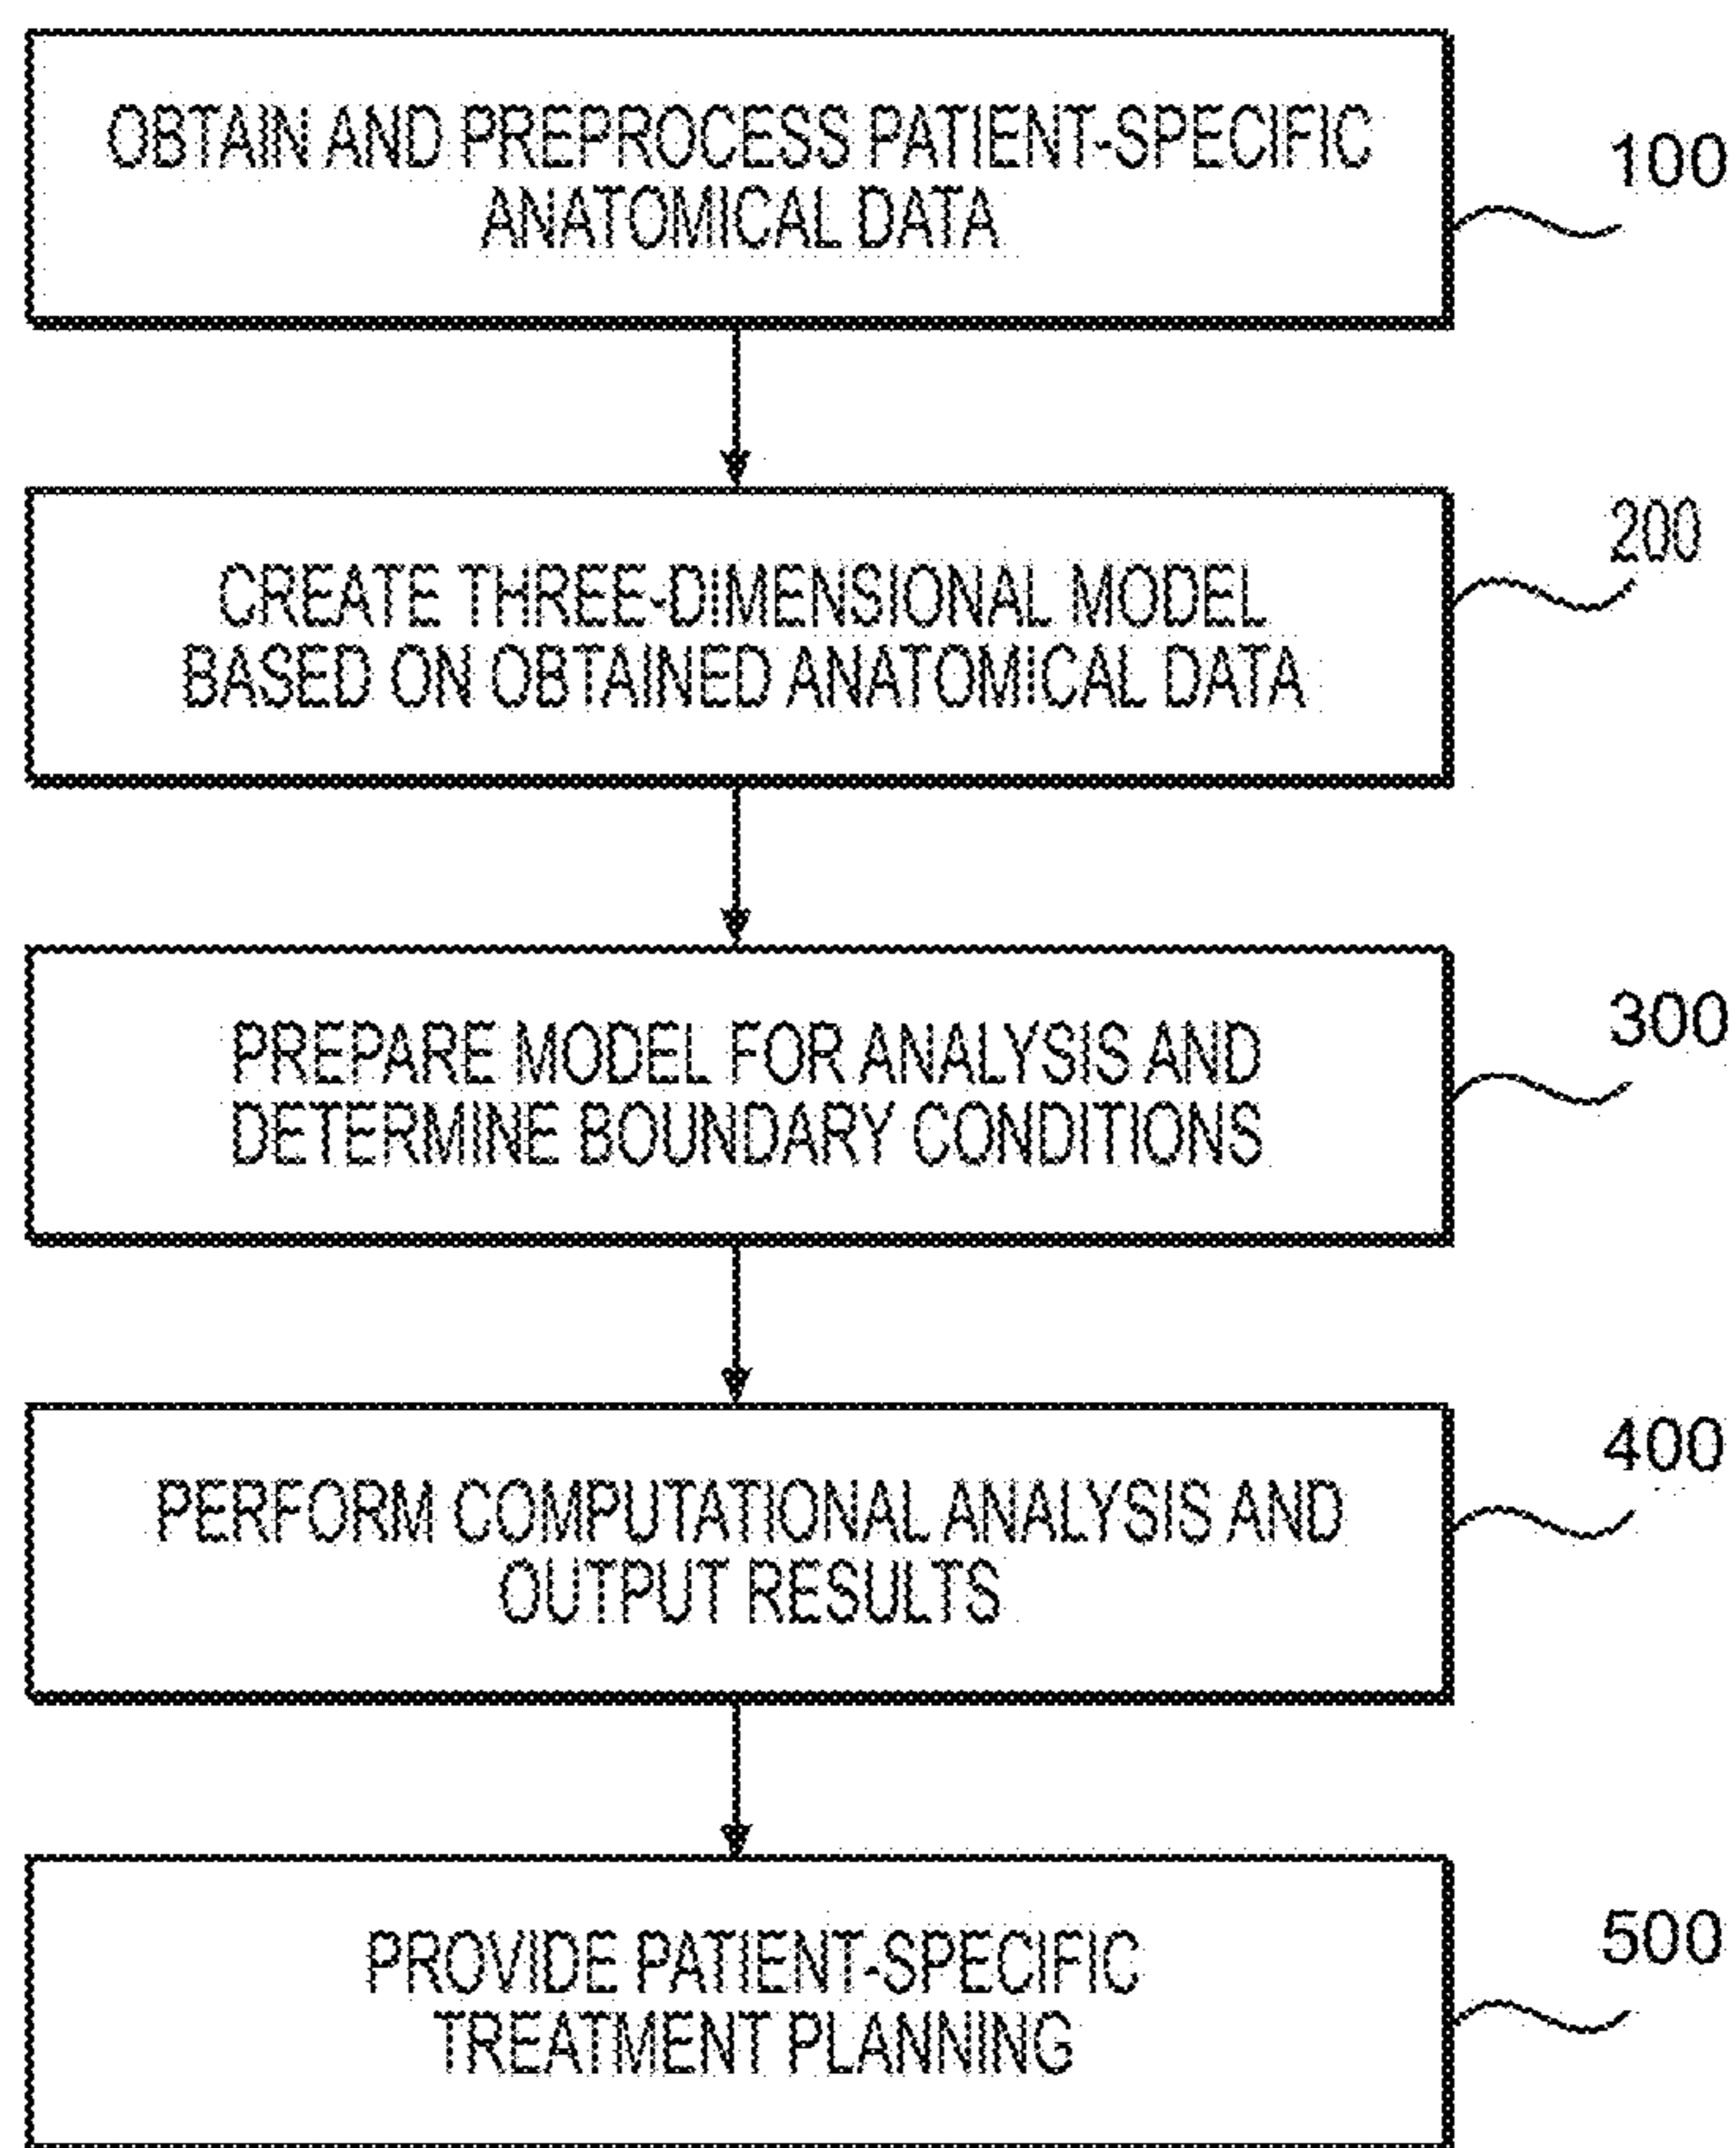 OBTAIN AND PREPROCESS PATIENT-SPECIFIC
ANATOMICAL DATA
100
CREATE THREE-DIMENSIONAL MODEL
BASED ON OBTAINED ANATOMICAL DATA
200
PREPARE MODEL FOR ANALYSIS AND
DETERMINE BOUNDARY CONDITIONS
300
PERFORM COMPUTATIONAL ANALYSIS AND
OUTPUT RESULTS
400
PROVIDE PATIENT-SPECIFIC
TREATMENT PLANNING
500